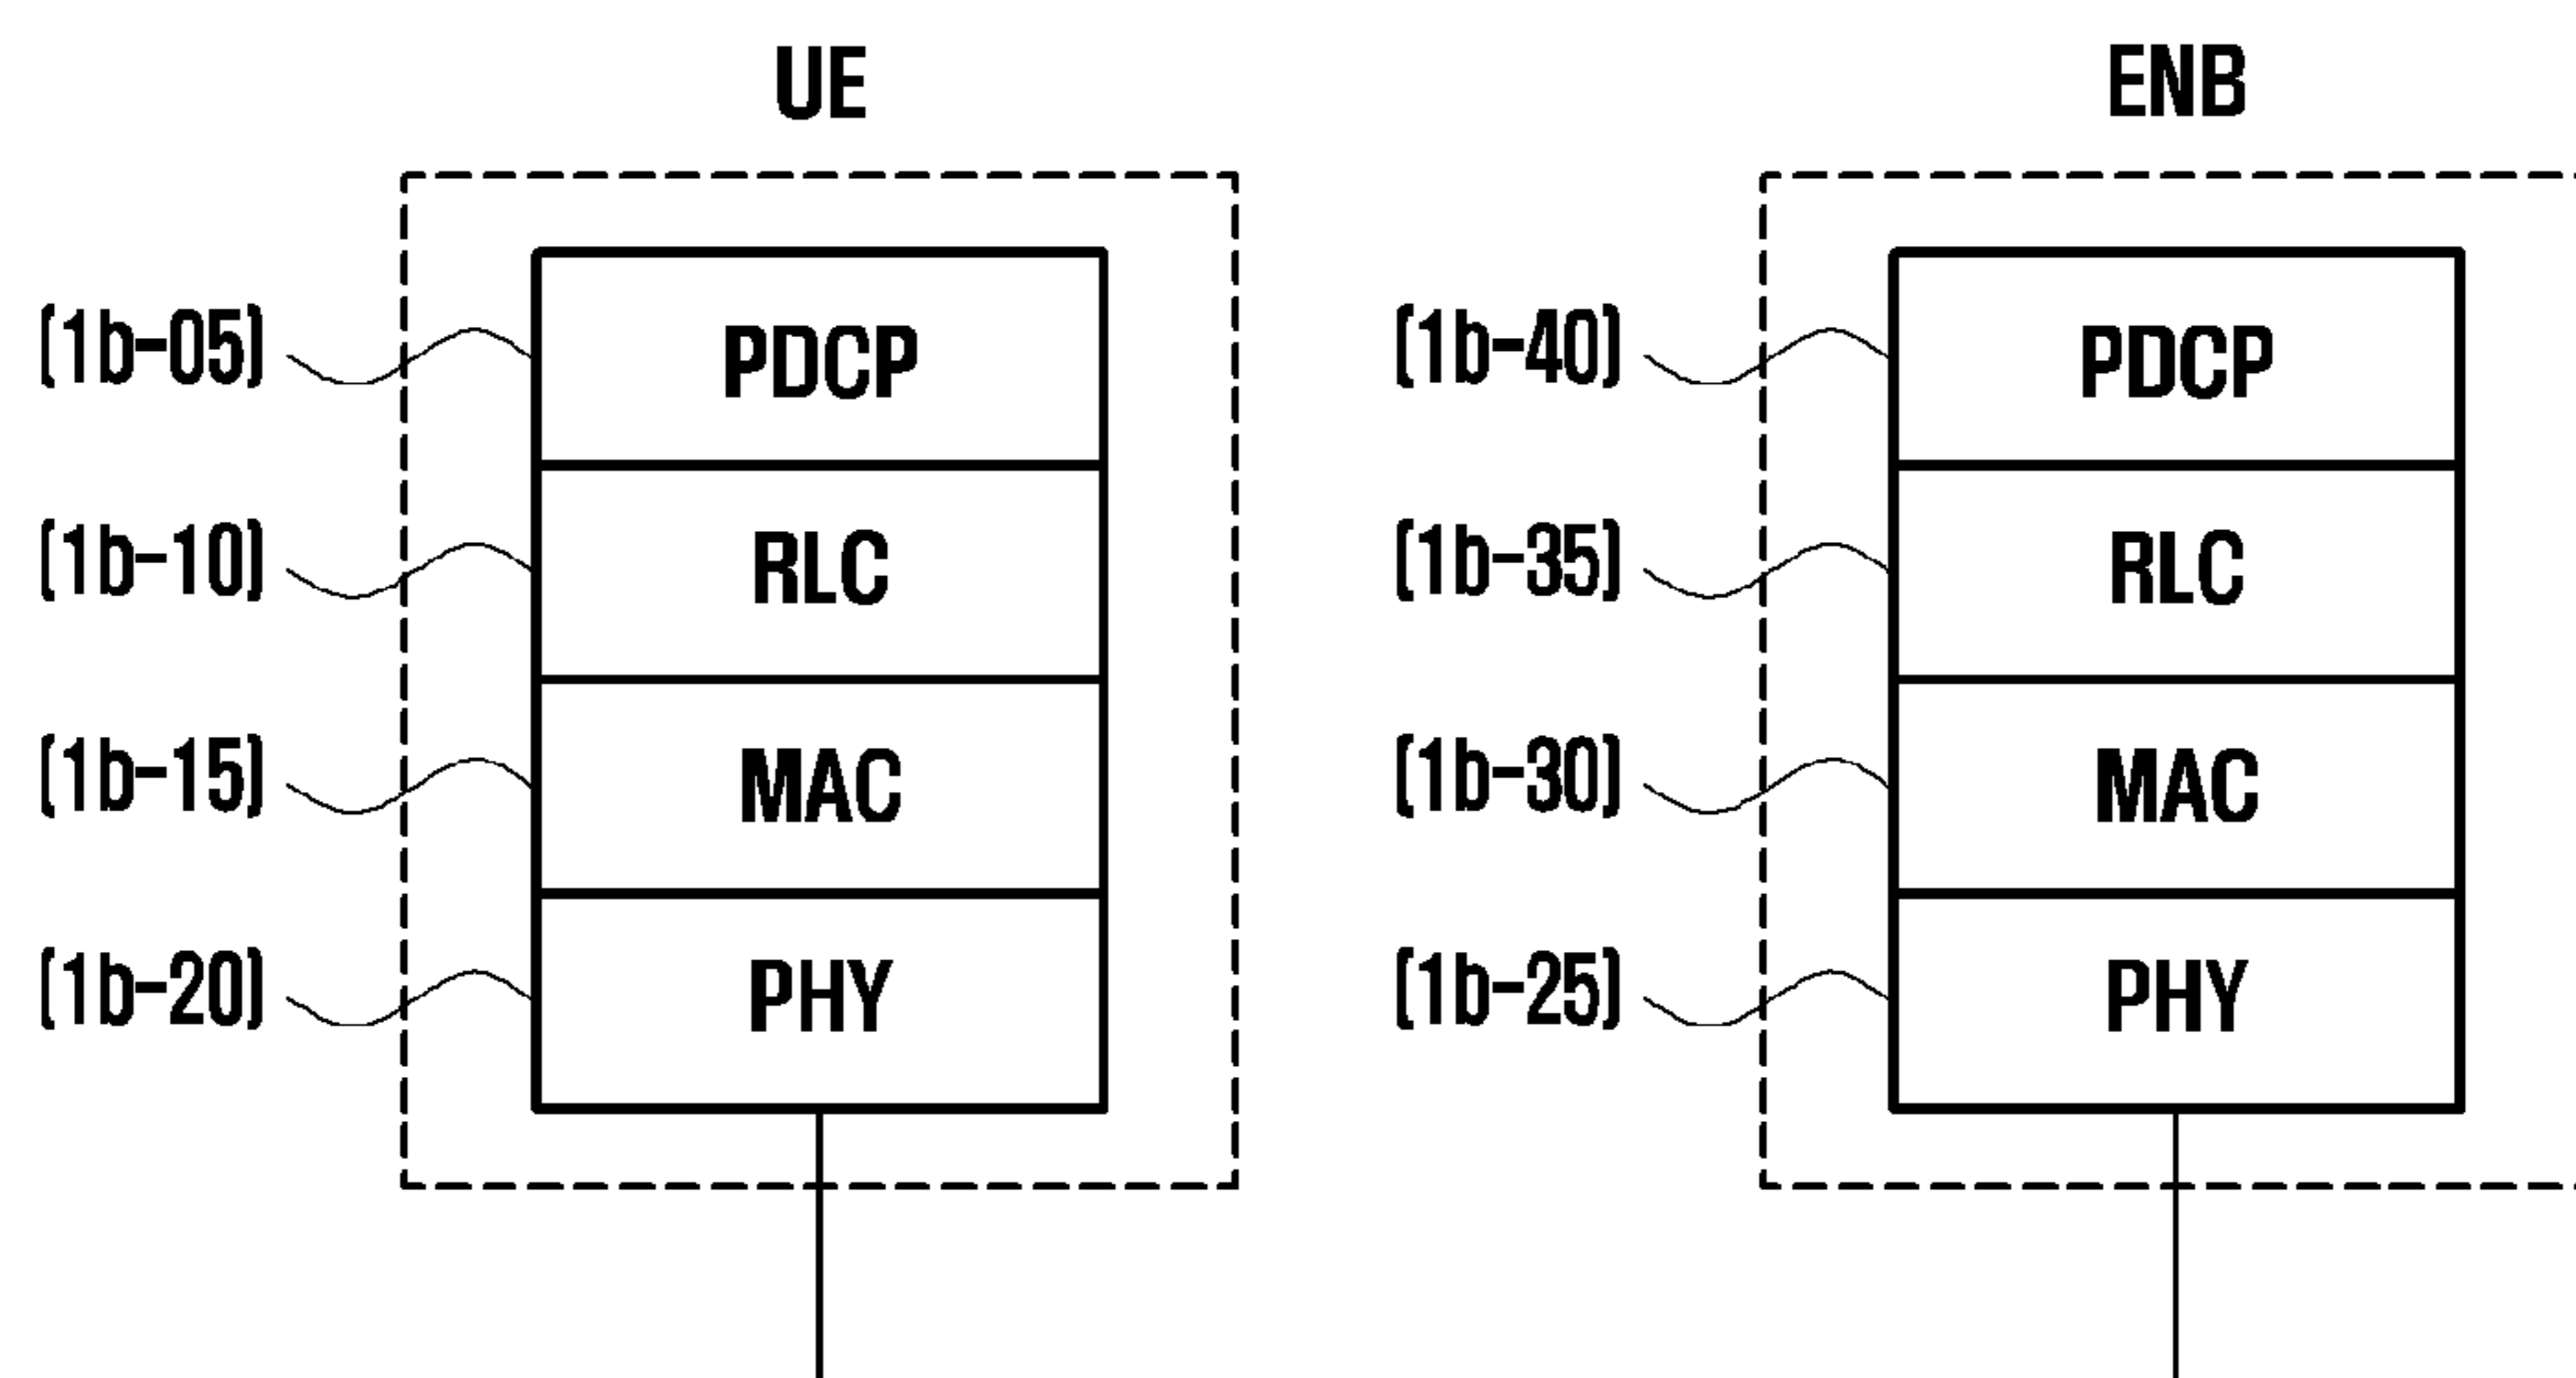 UE ENB
(1b-05) PDCP (1b-40) PDCP
(1b-10) RLC (1b-35) RLC
(1b-15) MAC (1b-30) MAC
(1b-20) PHY (1b-25) PHY